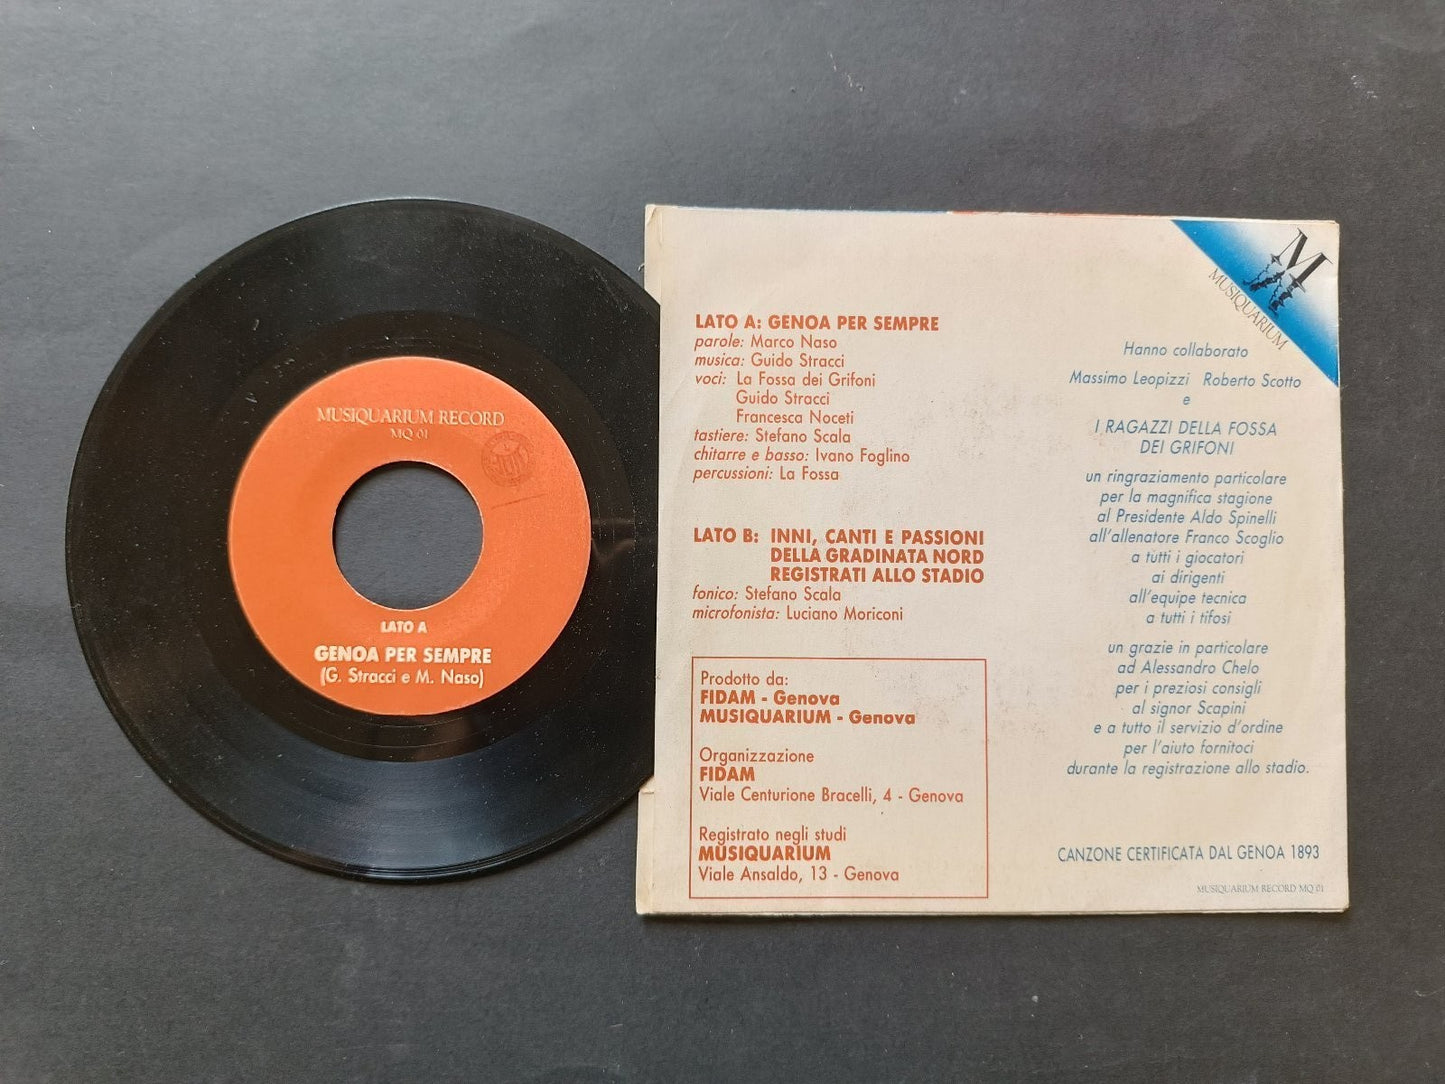 MUSIQUARIUM RECORD
MQ 01
LATO A
GENOA PER SEMPRE
(G. Stracci e M. Naso)
LATO A: GENOA PER SEMPRE
parole: Marco Naso
musica: Guido Stracci
voci: La Fossa dei Grifoni
Guido Stracci
Francesca Noceti
tastiere: Stefano Scala
chitarre e basso: Ivano Foglino
percussioni: La Fossa
LATO B: INNI, CANTI E PASSIONI
DELLA GRADINATA NORD
REGISTRATI ALLO STADIO
fonico: Stefano Scala
microfonista: Luciano Moriconi
Prodotto da:
FIDAM - Genova
MUSIQUARIUM - Genova
Organizzazione
FIDAM
Viale Centurione Bracelli, 4 - Genova
Registrato negli studi
MUSIQUARIUM
Viale Ansaldo, 13 - Genova
M
MUSIQUARIUM
Hanno collaborato
Massimo Leopizzi Roberto Scotto
e
I RAGAZZI DELLA FOSSA
DEI GRIFONI
un ringraziamento particolare
per la magnifica stagione
al Presidente Aldo Spinelli
all'allenatore Franco Scoglio
a tutti i giocatori
ai dirigenti
all'equipe tecnica
a tutti i tifosi
un grazie in particolare
ad Alessandro Chelo
per i preziosi consigli
al signor Scapini
e a tutto il servizio d'ordine
per l'aiuto fornitoci
durante la registrazione allo stadio.
CANZONE CERTIFICATA DAL GENOA 1893
MUSIQUARIUM RECORD MQ 01